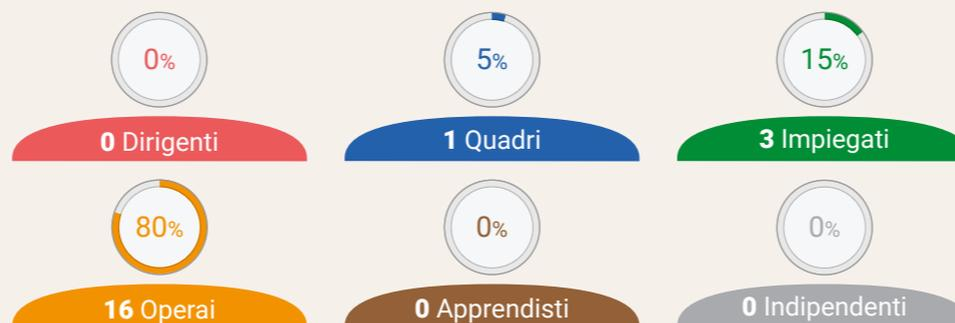 0% 5% 15%
0 Dirigenti 1 Quadri 3 Impiegati
80% 0% 0%
16 Operai 0 Apprendisti 0 Indipendenti